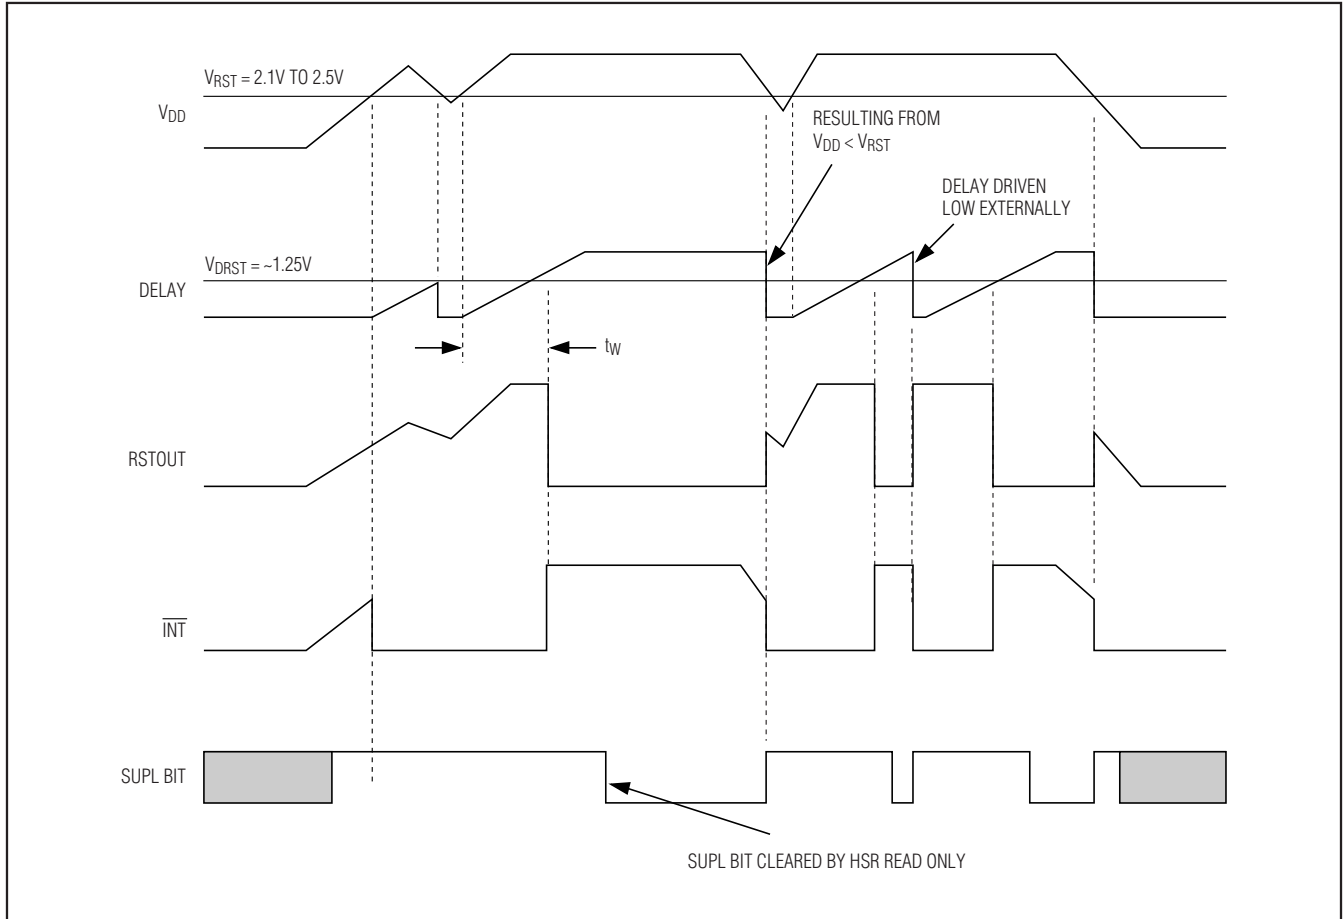 VRST = 2.1V TO 2.5V
VDD
RESULTING FROM
VDD < VRST
DELAY DRIVEN
LOW EXTERNALLY
VDRST = ~1.25V
DELAY
tW
RSTOUT
INT
SUPL BIT
SUPL BIT CLEARED BY HSR READ ONLY